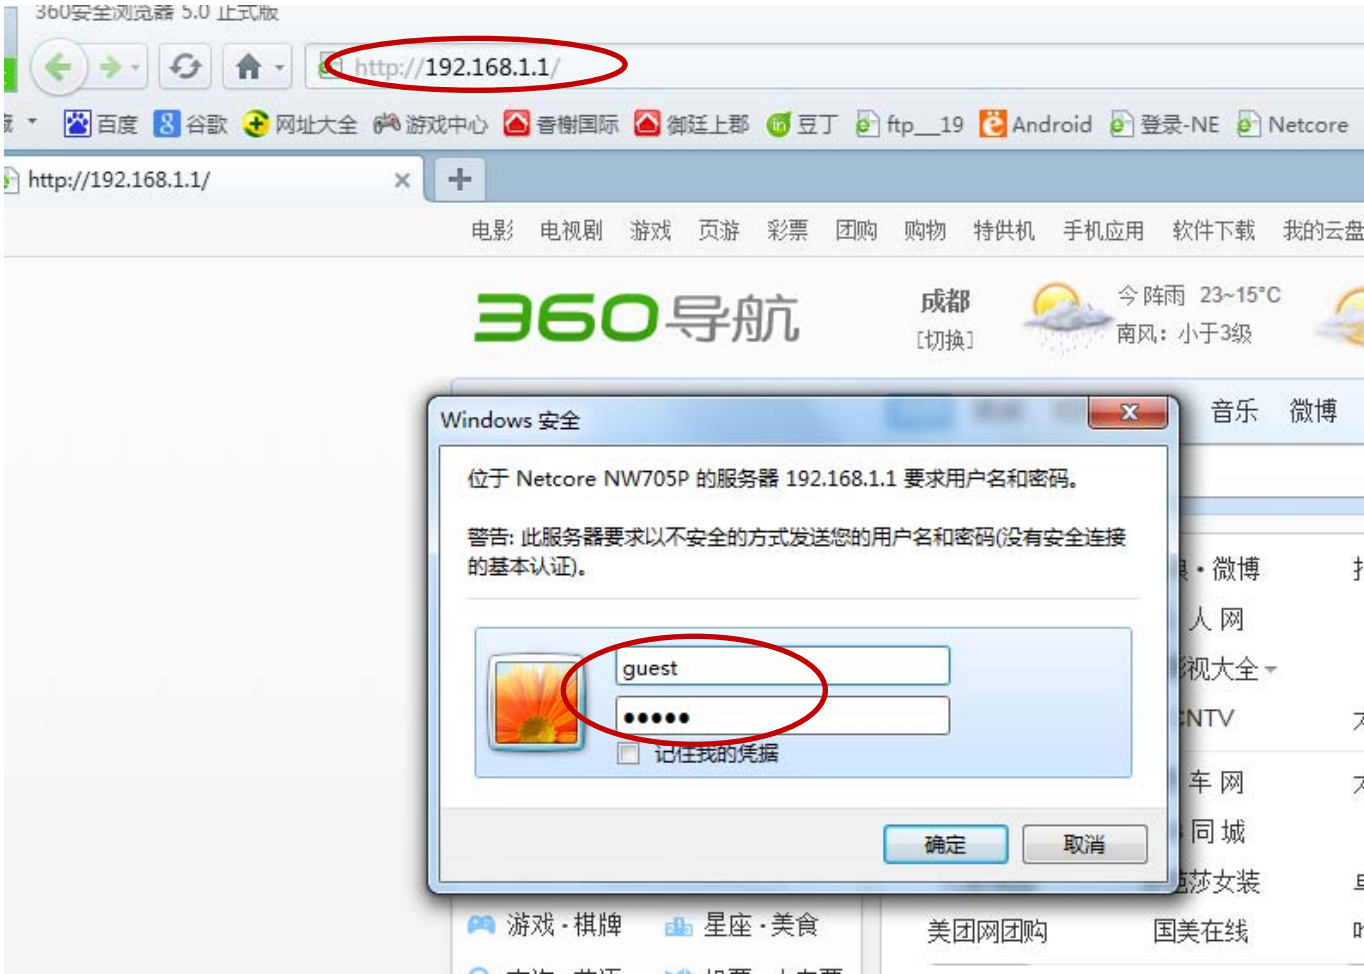 360安全浏览器 5.0 正式版
http://192.168.1.1/
百度 谷歌 网址大全 游戏中心 香榭国际 御廷上郡 豆丁 ftp__19 Android 登录-NE Netcore
http://192.168.1.1/
电影 电视剧 游戏 页游 彩票 团购 购物 特供机 手机应用 软件下载 我的云盘
360导航
成都
[切换]
今 阵雨 23~15°C
南风：小于3级
音乐 微博
Windows 安全
位于 Netcore NW705P 的服务器 192.168.1.1 要求用户名和密码。
警告: 此服务器要求以不安全的方式发送您的用户名和密码(没有安全连接
的基本认证)。
guest
●●●●●
记住我的凭据
确定 取消
·微博
人网
视大全
CNTV
车网
同城
莎女装
游戏·棋牌 星座·美食
美团网团购 国美在线